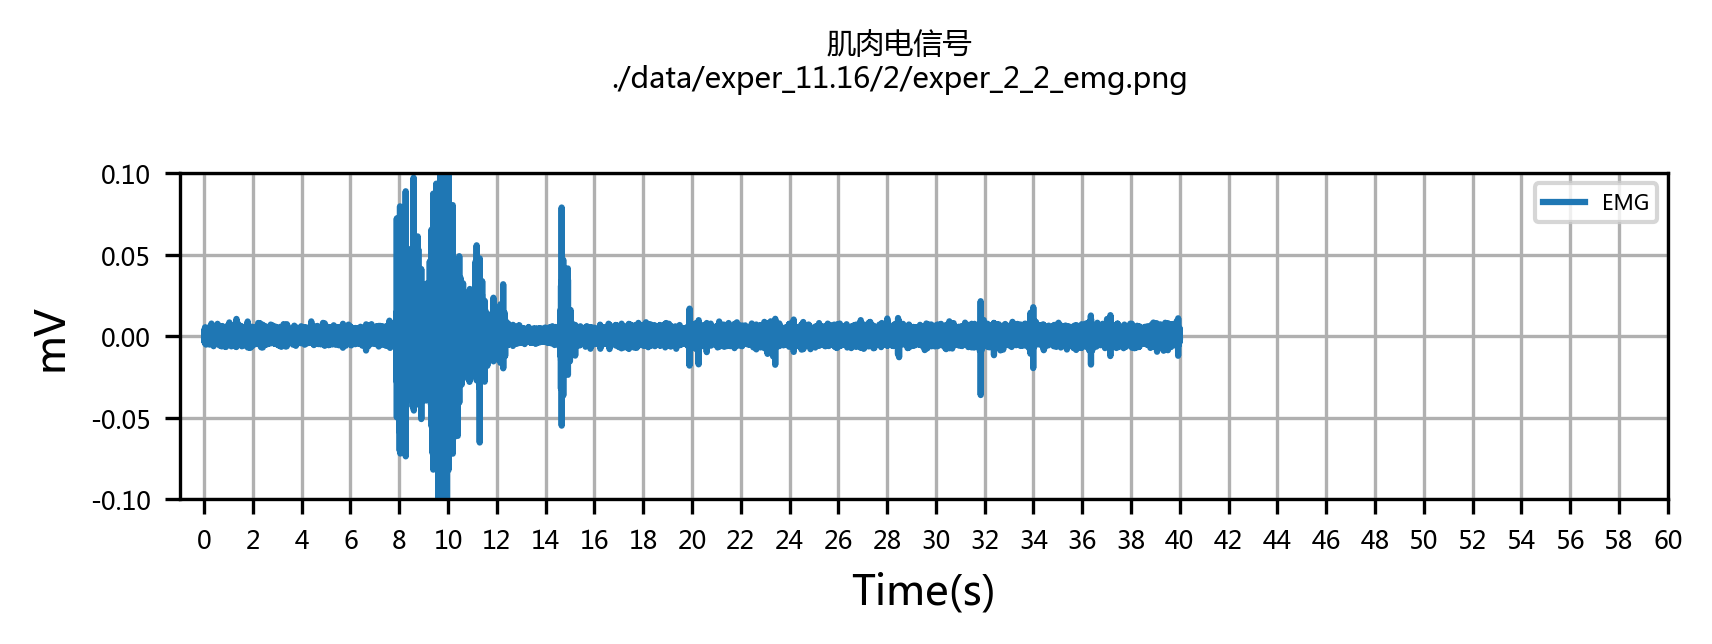 肌肉电信号
./data/exper_11.16/2/exper_2_2_emg.png
0.10
0.05
0.00
-0.05
-0.10
mV
EMG
0 2 4 6 8 10 12 14 16 18 20 22 24 26 28 30 32 34 36 38 40 42 44 46 48 50 52 54 56 58 60
Time(s)